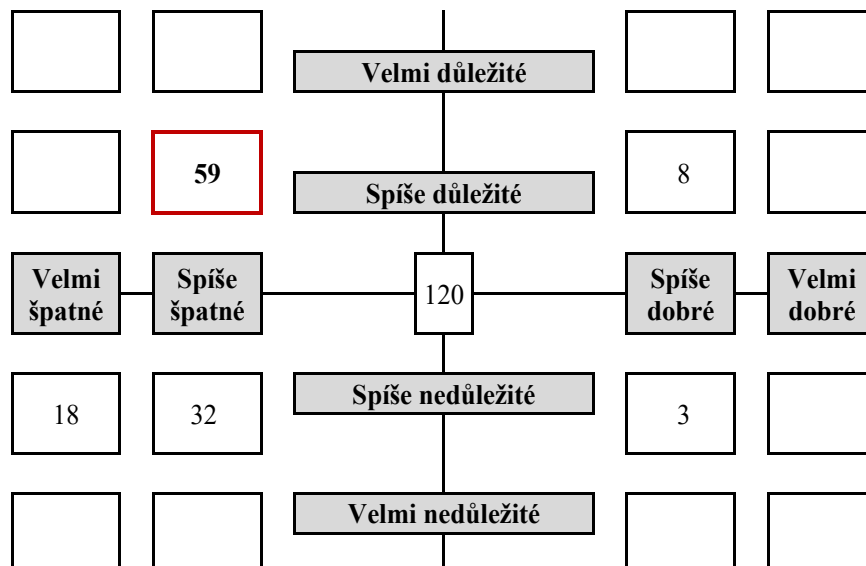 Velmi důležité
59
Spíše důležité
8
Velmi špatné
Spíše špatné
120
Spíše dobré
Velmi dobré
18
32
Spíše nedůležité
3
Velmi nedůležité